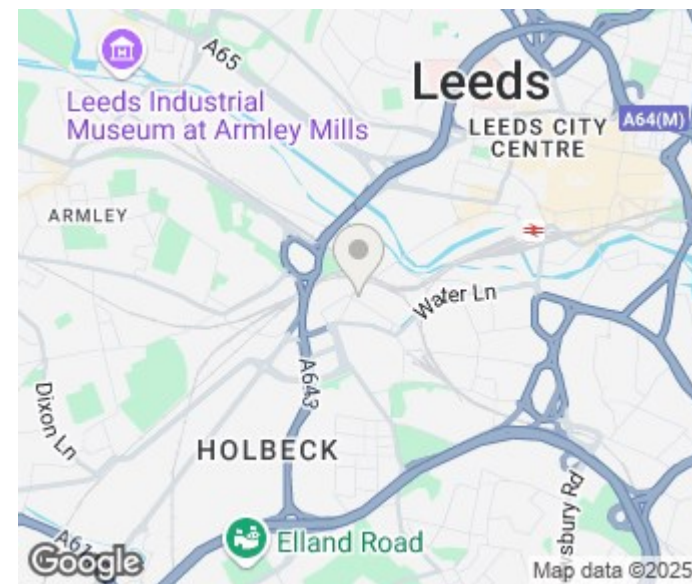 A65
Leeds
Leeds Industrial
Museum at Armley Mills
A64(M)
LEEDS CITY
CENTRE
ARMLEY
Water Ln
A643
Dixon Ln
HOLBECK
Elland Road
Google
Map data ©2025